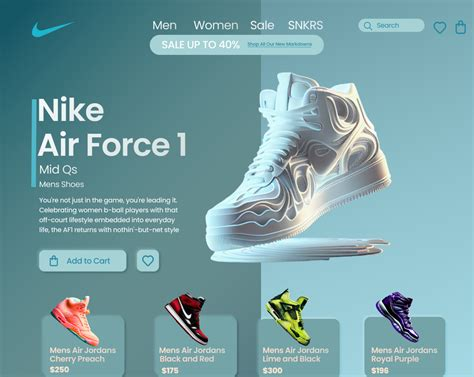 Men Women Sale SNKRS
Search
SALE UP TO 40% Shop All Our New Markdowns
Nike
Air Force 1
Mid Qs
Mens Shoes
You're not just in the game, you're leading it.
Celebrating women b-ball players with that
off-court lifestyle embedded into everyday
life, the AF1 returns with nothin'-but-net style
Add to Cart
Mens Air Jordans
Cherry Preach
$250
Mens Air Jordans
Black and Red
$175
Mens Air Jordans
Lime and Black
$300
Mens Air Jordans
Royal Purple
$196